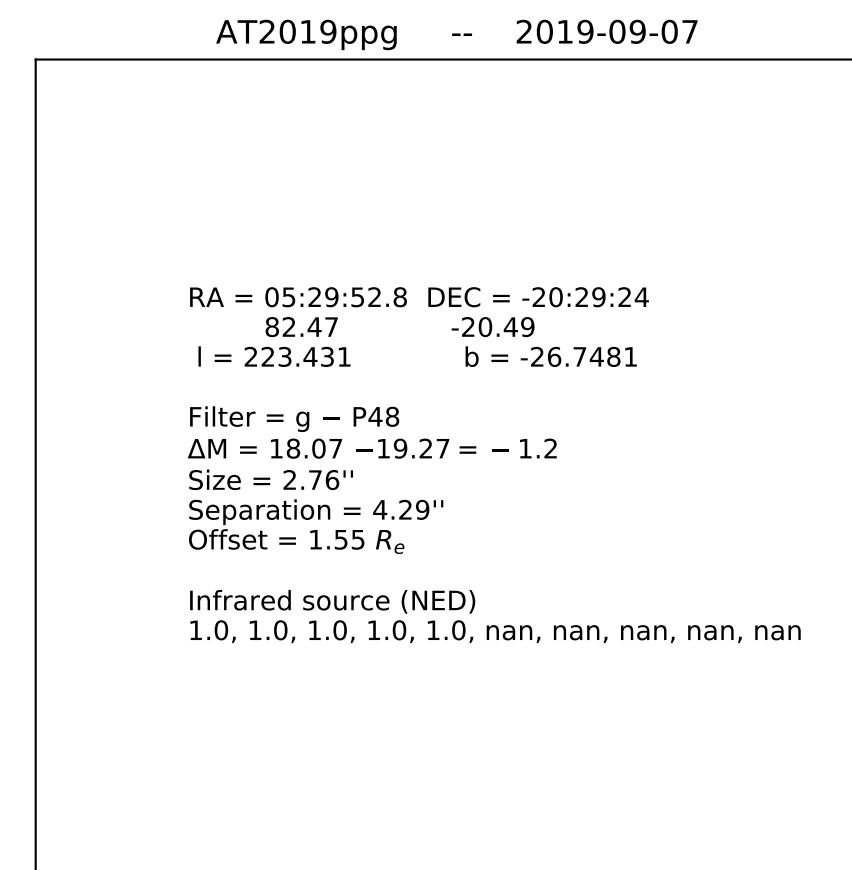 AT2019ppg -- 2019-09-07
RA = 05:29:52.8 DEC = -20:29:24
82.47 -20.49
l = 223.431 b = -26.7481
Filter = g − P48
ΔM = 18.07 −19.27 = − 1.2
Size = 2.76''
Separation = 4.29''
Offset = 1.55 Rₑ
Infrared source (NED)
1.0, 1.0, 1.0, 1.0, 1.0, nan, nan, nan, nan, nan